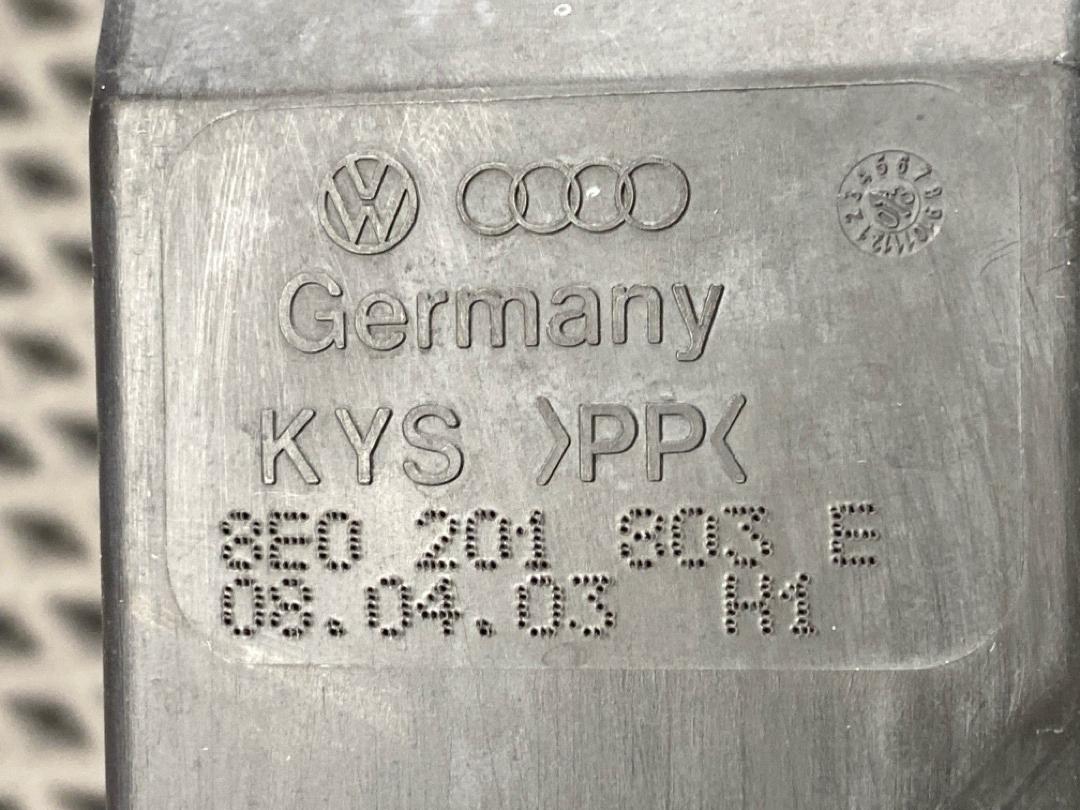 Germany
KYS >PP<
8E0 201 803 E
08.04.03 H1